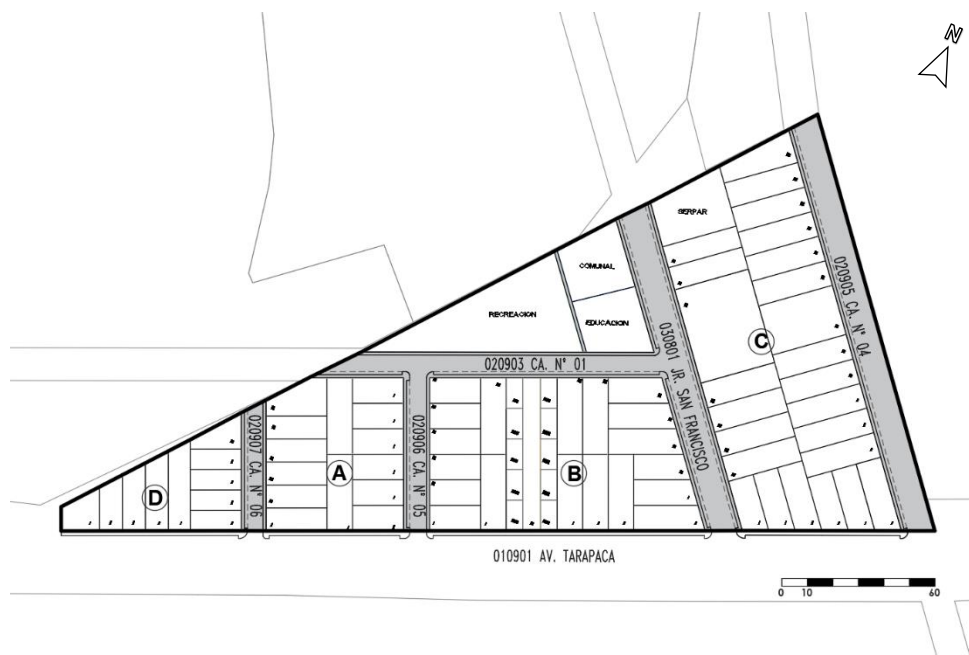 N
SERPAR
COMUNAL
RECREACION
EDUCACION
020903 CA. N° 01
030801 JR. SAN FRANCISCO
020905 CA. N° 04
020906 CA. N° 05
020907 CA. N° 06
C
A
B
D
010901 AV. TARAPACA
0 10 60